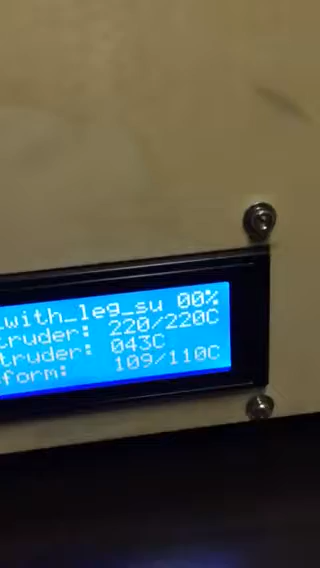 with_leg_su 00%
truder: 220/220C
truder: 043C
form: 109/110C